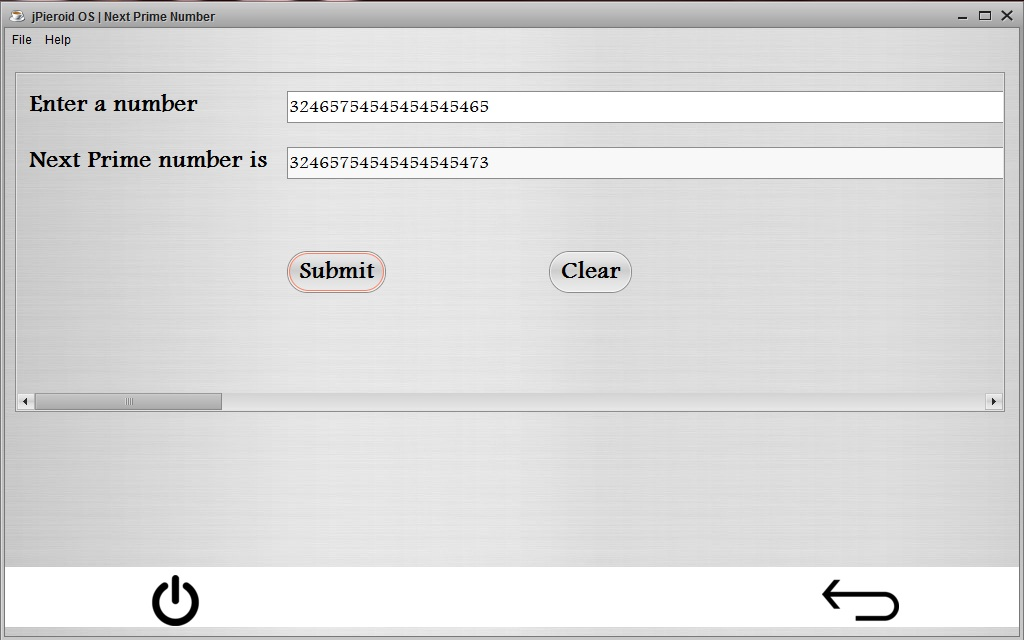 jPieroid OS | Next Prime Number
File Help
Enter a number 32465754545454545465
Next Prime number is 32465754545454545473
Submit Clear